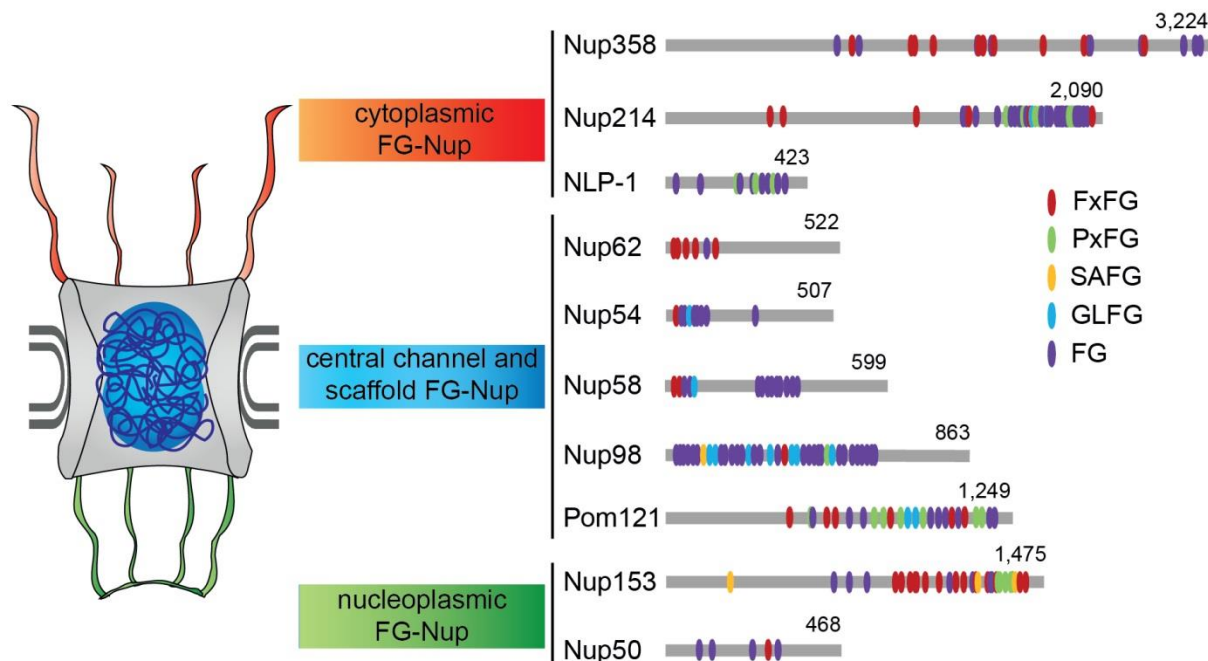 3,224
Nup358
cytoplasmic
FG-Nup
2,090
Nup214
423
NLP-1
FxFG
PxFG
SAFG
GLFG
FG
522
Nup62
central channel and
scaffold FG-Nup
507
Nup54
599
Nup58
863
Nup98
1,249
Pom121
nucleoplasmic
FG-Nup
1,475
Nup153
468
Nup50